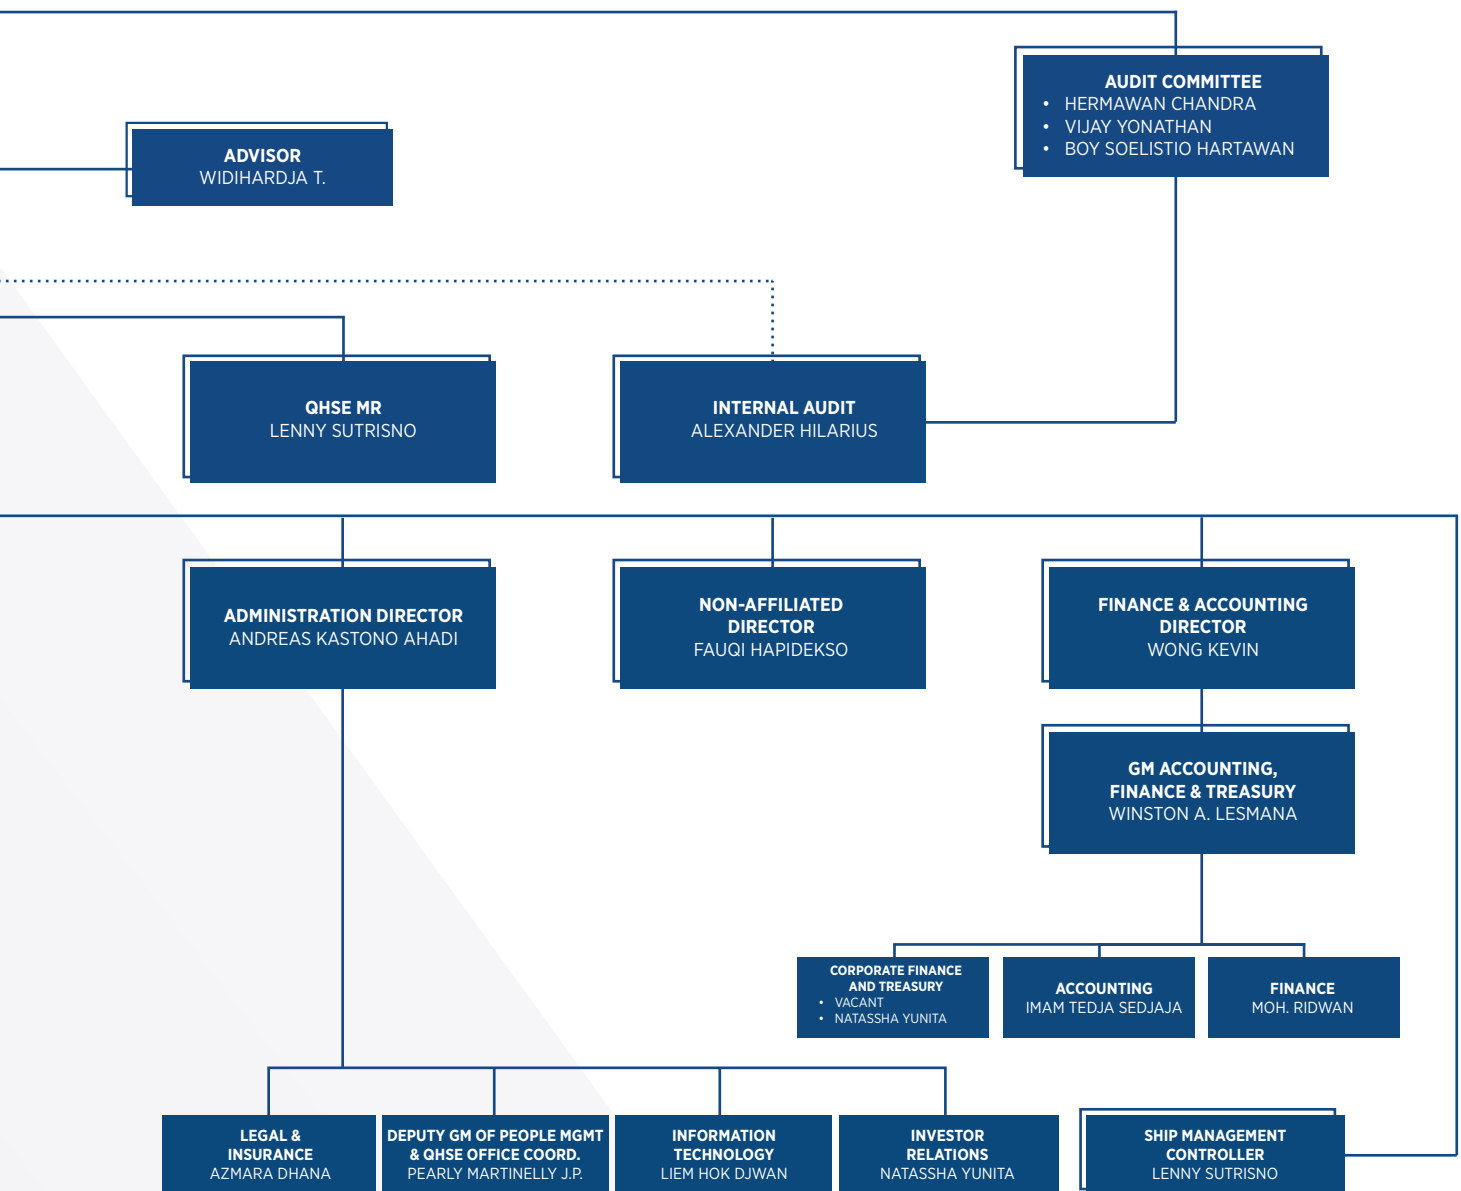 AUDIT COMMITTEE
• HERMAWAN CHANDRA
• VIJAY YONATHAN
• BOY SOELISTIO HARTAWAN
ADVISOR
WIDIHARDJA T.
QHSE MR
LENNY SUTRISNO
INTERNAL AUDIT
ALEXANDER HILARIUS
ADMINISTRATION DIRECTOR
ANDREAS KASTONO AHADI
NON-AFFILIATED
DIRECTOR
FAUQI HAPIDEKSO
FINANCE & ACCOUNTING
DIRECTOR
WONG KEVIN
GM ACCOUNTING,
FINANCE & TREASURY
WINSTON A. LESMANA
CORPORATE FINANCE
AND TREASURY
• VACANT
• NATASSHA YUNITA
ACCOUNTING
IMAM TEDJA SEDJAJA
FINANCE
MOH. RIDWAN
LEGAL &
INSURANCE
AZMARA DHANA
DEPUTY GM OF PEOPLE MGMT
& QHSE OFFICE COORD.
PEARLY MARTINELLY J.P.
INFORMATION
TECHNOLOGY
LIEM HOK DJWAN
INVESTOR
RELATIONS
NATASSHA YUNITA
SHIP MANAGEMENT
CONTROLLER
LENNY SUTRISNO